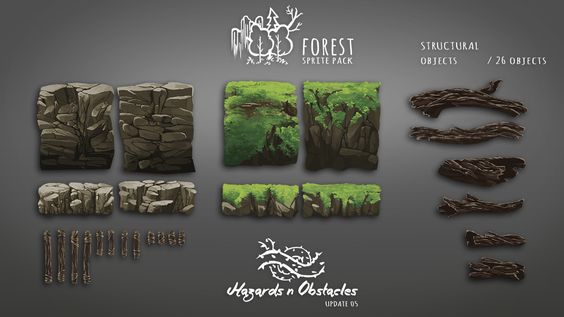 FOREST
SPRITE PACK
STRUCTURAL
OBJECTS / 26 OBJECTS
Hazards n Obstacles
UPDATE 05